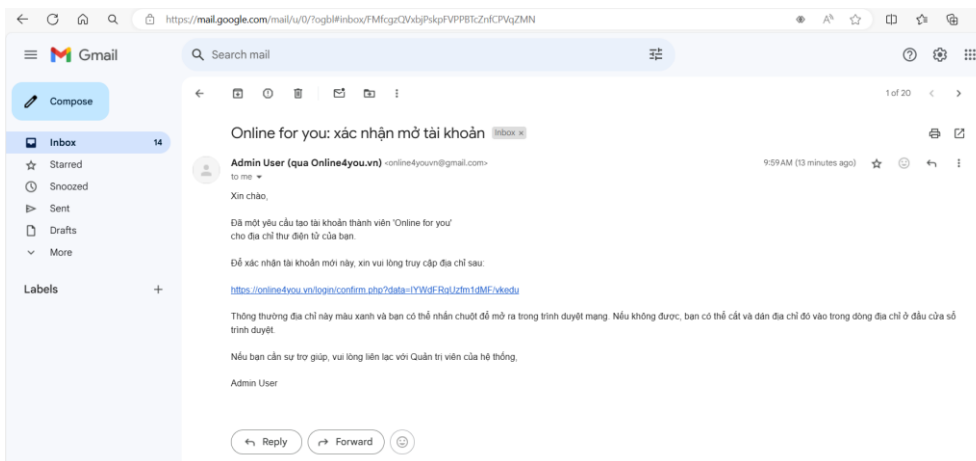 https://mail.google.com/mail/u/0/?ogbl#inbox/FMfcgzQVxbjPskpFVPPBTcZnfCPVqZMN
Gmail
Search mail
Compose
1 of 20
Inbox 14
Starred
Snoozed
Sent
Drafts
More
Labels +
Online for you: xác nhận mở tài khoản Inbox x
Admin User (qua Online4you.vn) <online4youvn@gmail.com> 9:59 AM (13 minutes ago)
to me
Xin chào,
Đã một yêu cầu tạo tài khoản thành viên 'Online for you'
cho địa chỉ thư điện tử của bạn.
Để xác nhận tài khoản mới này, xin vui lòng truy cập địa chỉ sau:
https://online4you.vn/login/confirm.php?data=IYWdFRqUzfm1dMF/vkedu
Thông thường địa chỉ này màu xanh và bạn có thể nhấn chuột để mở ra trong trình duyệt mạng. Nếu không được, bạn có thể cắt và dán địa chỉ đó vào trong dòng địa chỉ ở đầu cửa sổ
trình duyệt.
Nếu bạn cần sự trợ giúp, vui lòng liên lạc với Quản trị viên của hệ thống,
Admin User
Reply Forward